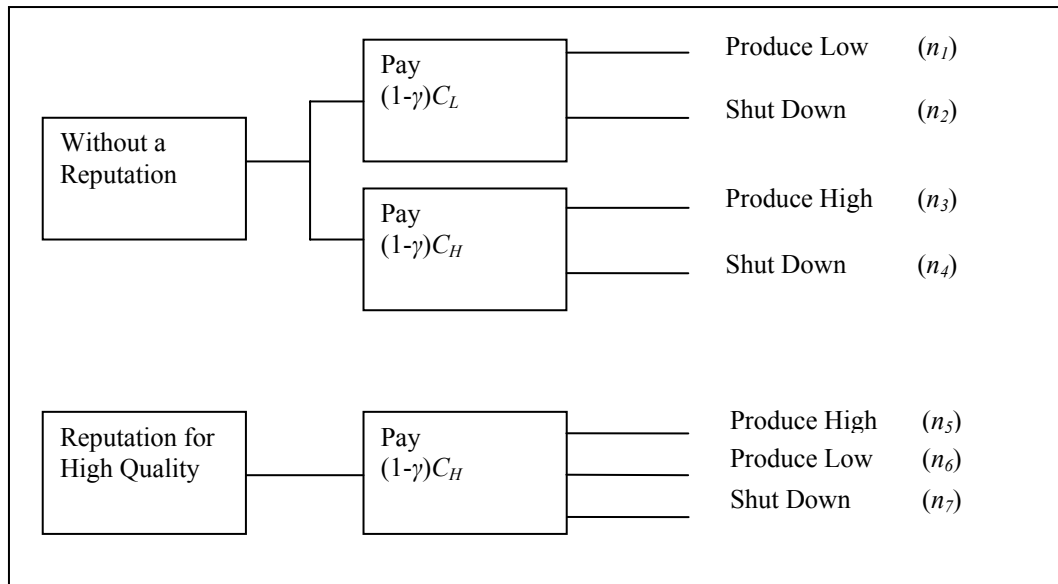 Without a
Reputation
Pay
(1-γ)C_L
Produce Low (n_1)
Shut Down (n_2)
Pay
(1-γ)C_H
Produce High (n_3)
Shut Down (n_4)
Reputation for
High Quality
Pay
(1-γ)C_H
Produce High (n_5)
Produce Low (n_6)
Shut Down (n_7)